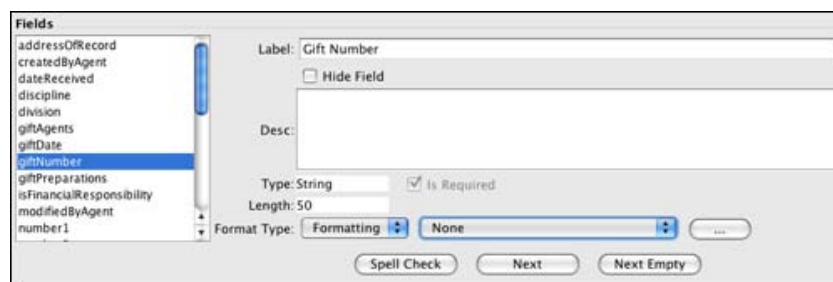 Fields
addressOfRecord
createdByAgent
dateReceived
discipline
division
giftAgents
giftDate
giftNumber
giftPreparations
isFinancialResponsibility
modifiedByAgent
number1
Label: Gift Number
Hide Field
Desc:
Type: String Is Required
Length: 50
Format Type: Formatting None ...
Spell Check Next Next Empty